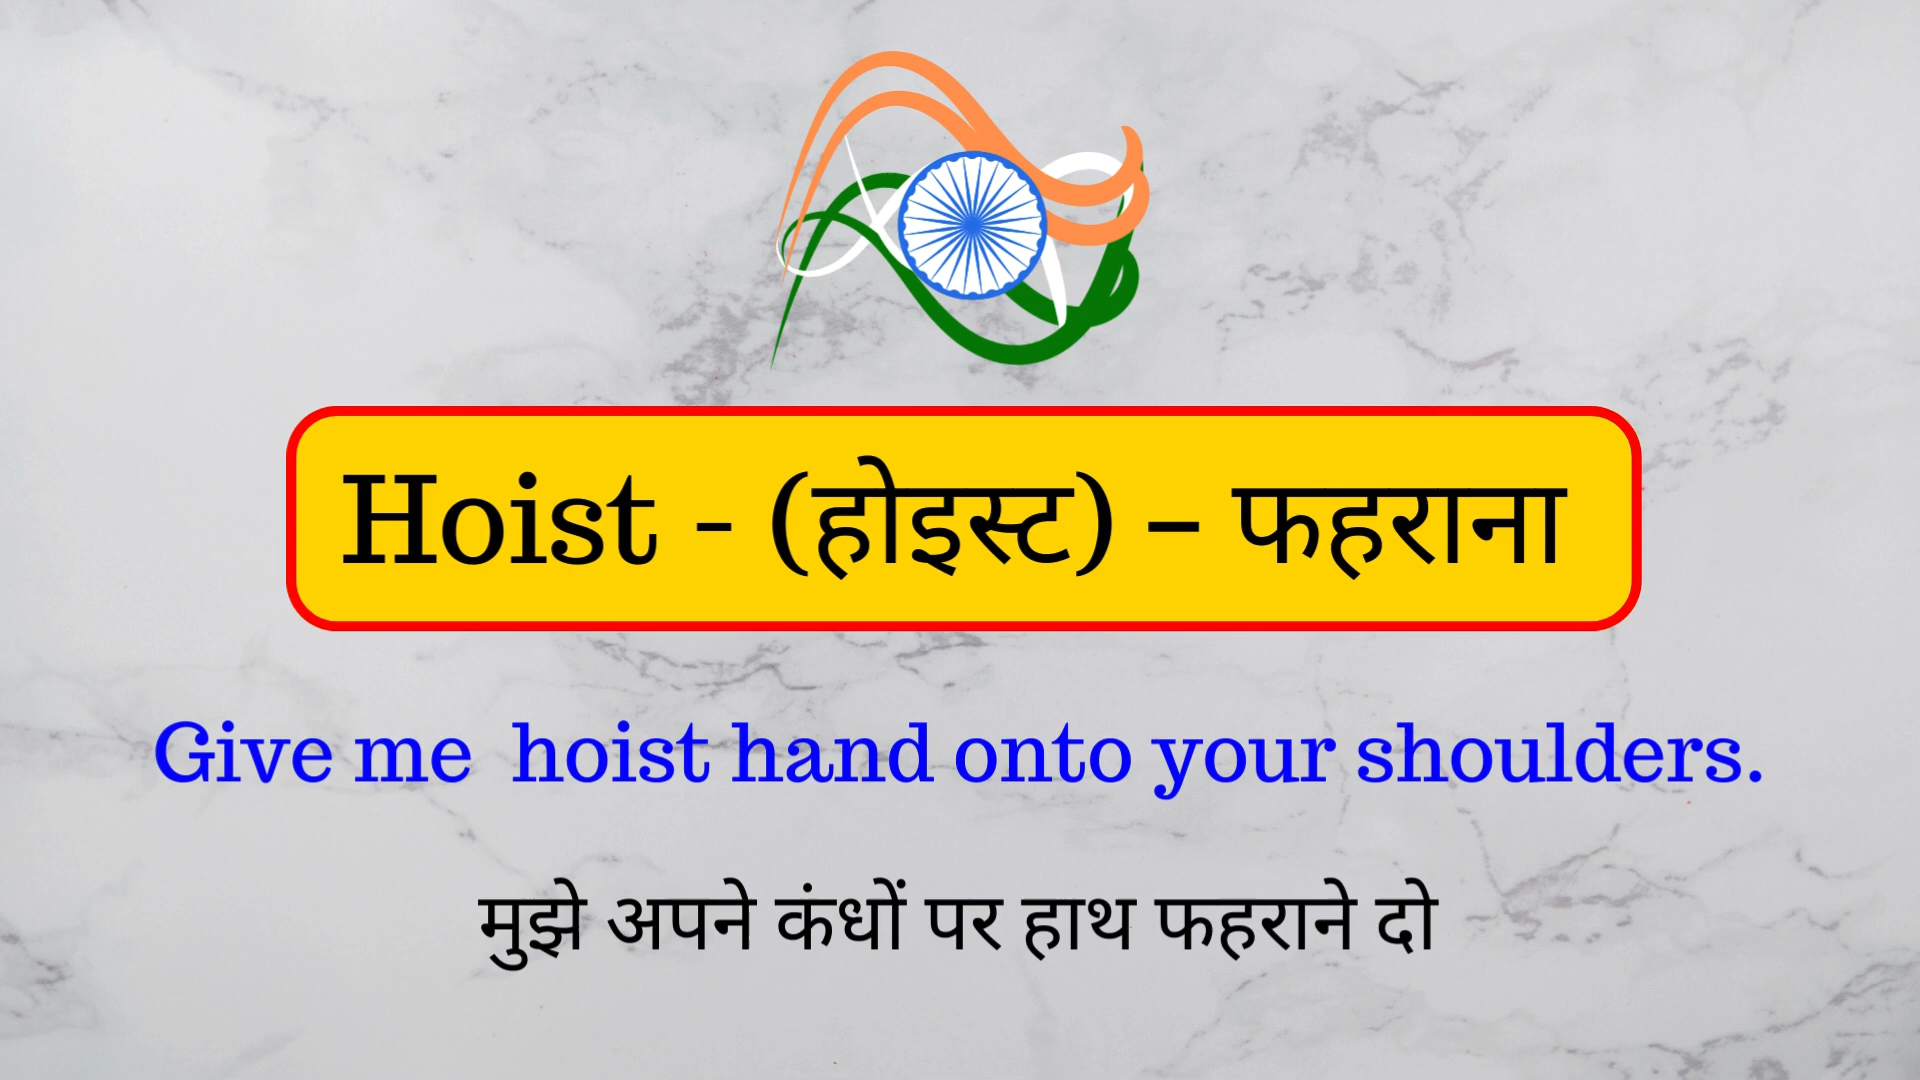 Hoist - (होइस्ट) – फहराना
Give me hoist hand onto your shoulders.
मुझे अपने कंधों पर हाथ फहराने दो